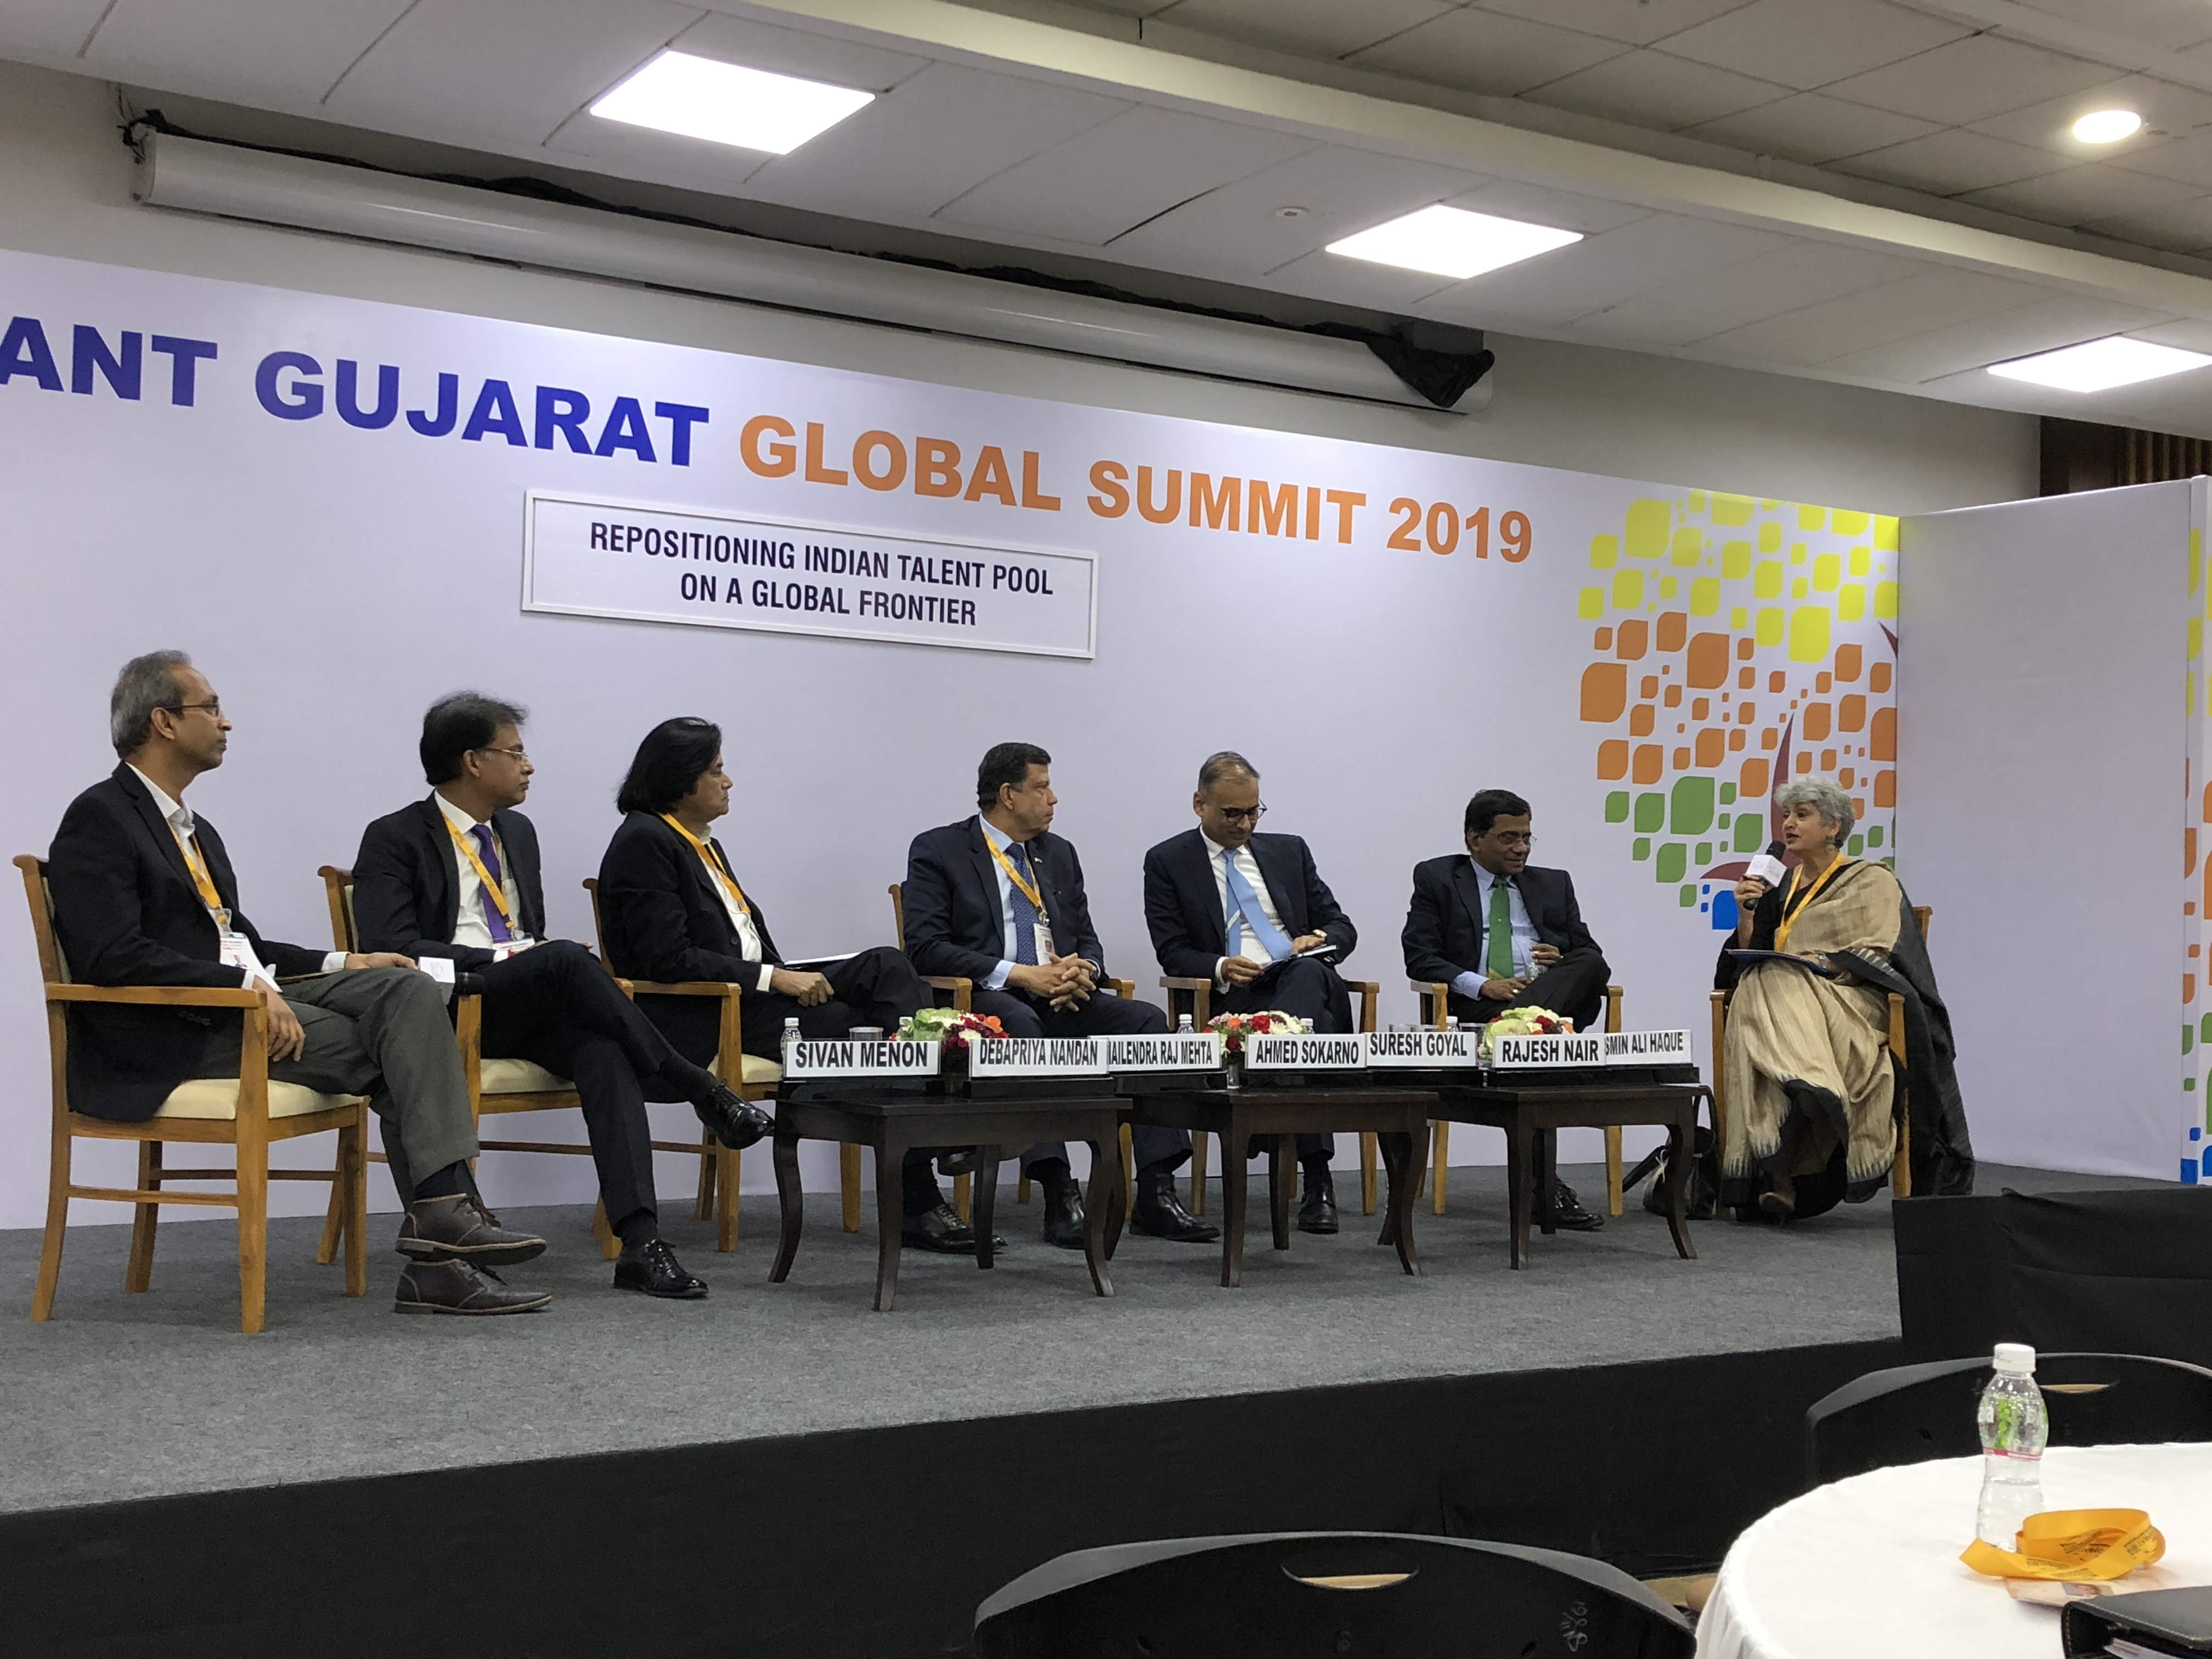 ANT GUJARAT GLOBAL SUMMIT 2019
REPOSITIONING INDIAN TALENT POOL
ON A GLOBAL FRONTIER
SIVAN MENON
DEBAPRIYA NANDAN
AILENDRA RAJ MEHTA
AHMED SOKARNO
SURESH GOYAL
RAJESH NAIR
SMIN ALI HAQUE